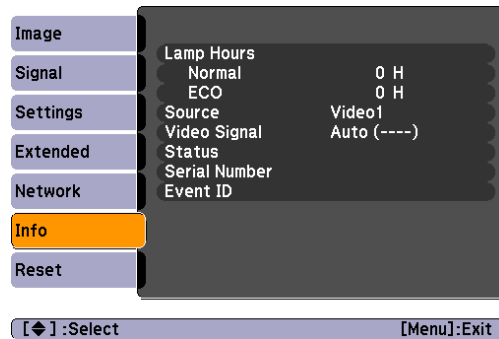 Image
Signal
Settings
Extended
Network
Info
Reset
Lamp Hours
Normal 0 H
ECO 0 H
Source Video1
Video Signal Auto (----)
Status
Serial Number
Event ID
[◆] :Select [Menu]:Exit